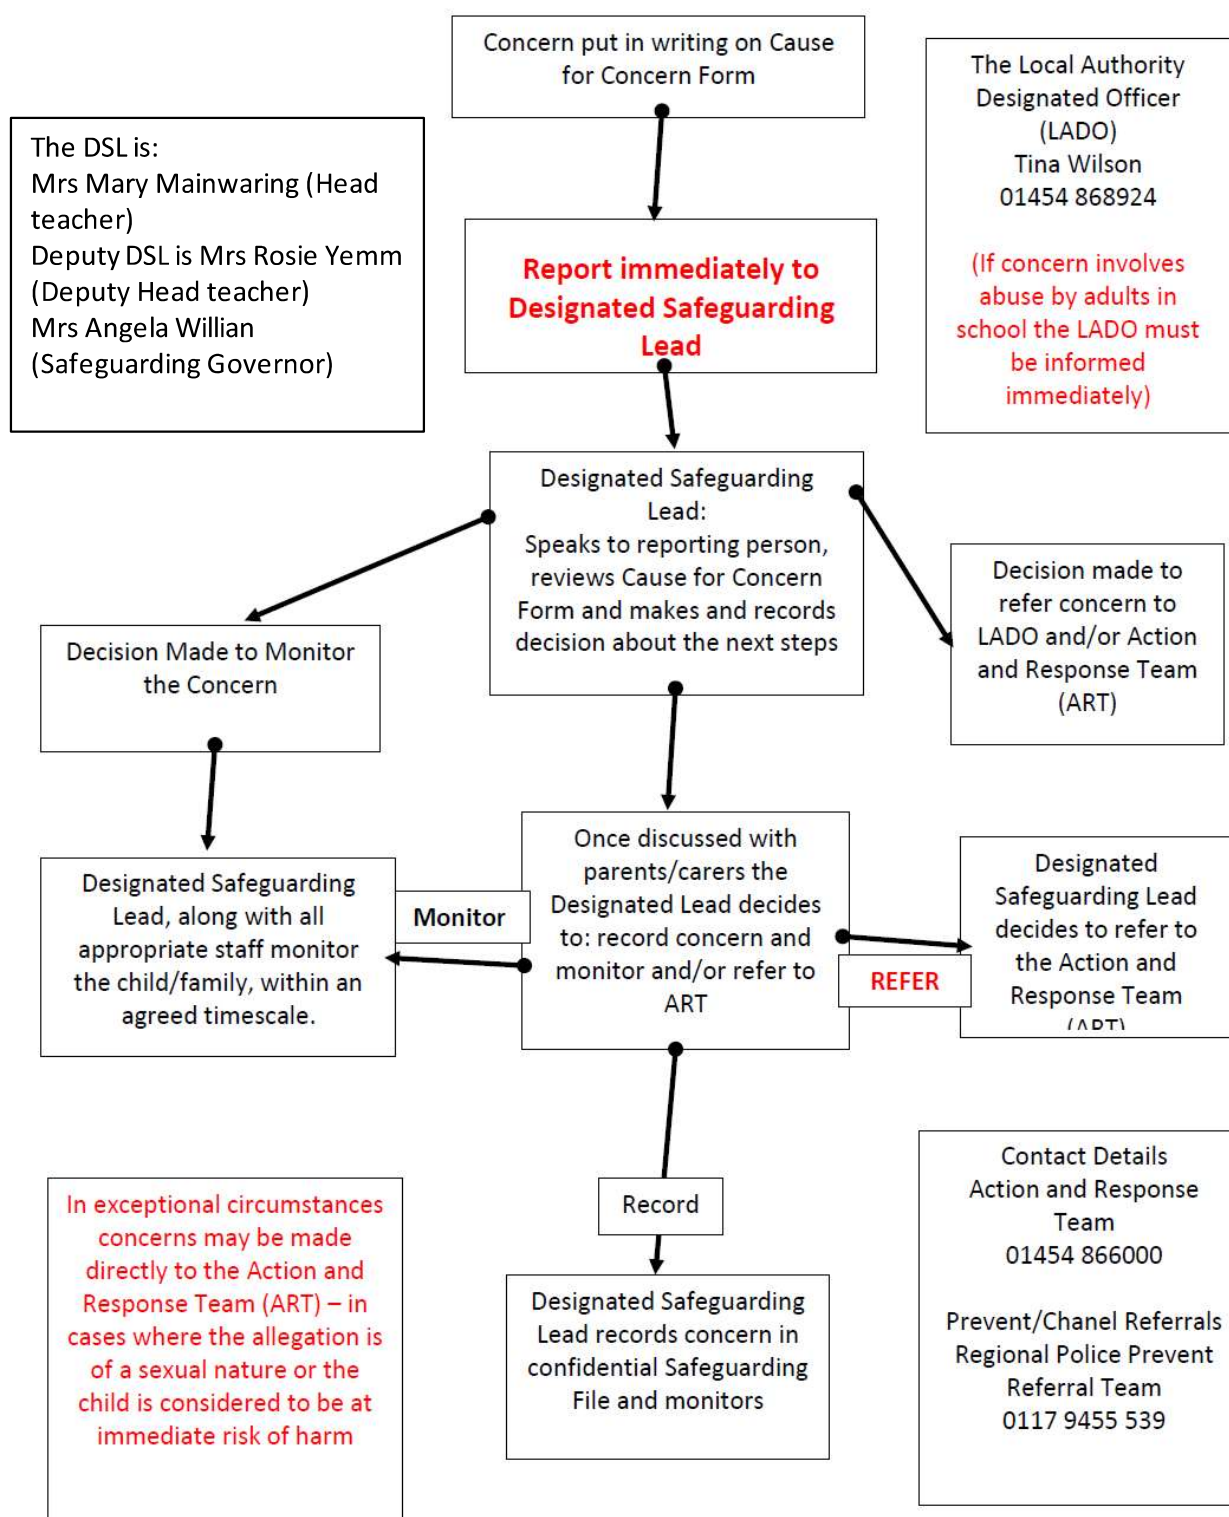 Concern put in writing on Cause
for Concern Form
The Local Authority
Designated Officer
(LADO)
Tina Wilson
01454 868924
(If concern involves
abuse by adults in
school the LADO must
be informed
immediately)
The DSL is:
Mrs Mary Mainwaring (Head
teacher)
Deputy DSL is Mrs Rosie Yemm
(Deputy Head teacher)
Mrs Angela Willian
(Safeguarding Governor)
Report immediately to
Designated Safeguarding
Lead
Designated Safeguarding
Lead:
Speaks to reporting person,
reviews Cause for Concern
Form and makes and records
decision about the next steps
Decision made to
refer concern to
LADO and/or Action
and Response Team
(ART)
Decision Made to Monitor
the Concern
Designated Safeguarding
Lead, along with all
appropriate staff monitor
the child/family, within an
agreed timescale.
Monitor
Once discussed with
parents/carers the
Designated Lead decides
to: record concern and
monitor and/or refer to
ART
REFER
Designated
Safeguarding Lead
decides to refer to
the Action and
Response Team
(ART)
In exceptional circumstances
concerns may be made
directly to the Action and
Response Team (ART) – in
cases where the allegation is
of a sexual nature or the
child is considered to be at
immediate risk of harm
Record
Designated Safeguarding
Lead records concern in
confidential Safeguarding
File and monitors
Contact Details
Action and Response
Team
01454 866000
Prevent/Chanel Referrals
Regional Police Prevent
Referral Team
0117 9455 539